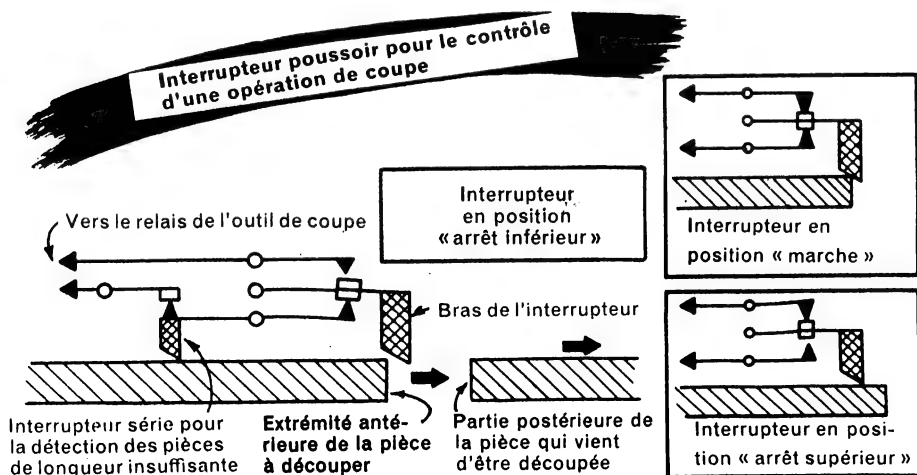 Interrupteur poussoir pour le contrôle
d'une opération de coupe
Vers le relais de l'outil de coupe
Interrupteur
en position
«arrêt inférieur»
Bras de l'interrupteur
Interrupteur série pour
la détection des pièces
de longueur insuffisante
Extrémité anté-
rieure de la pièce
à découper
Partie postérieure de
la pièce qui vient
d'être découpée
Interrupteur en
position « marche »
Interrupteur en posi-
tion « arrêt supérieur »